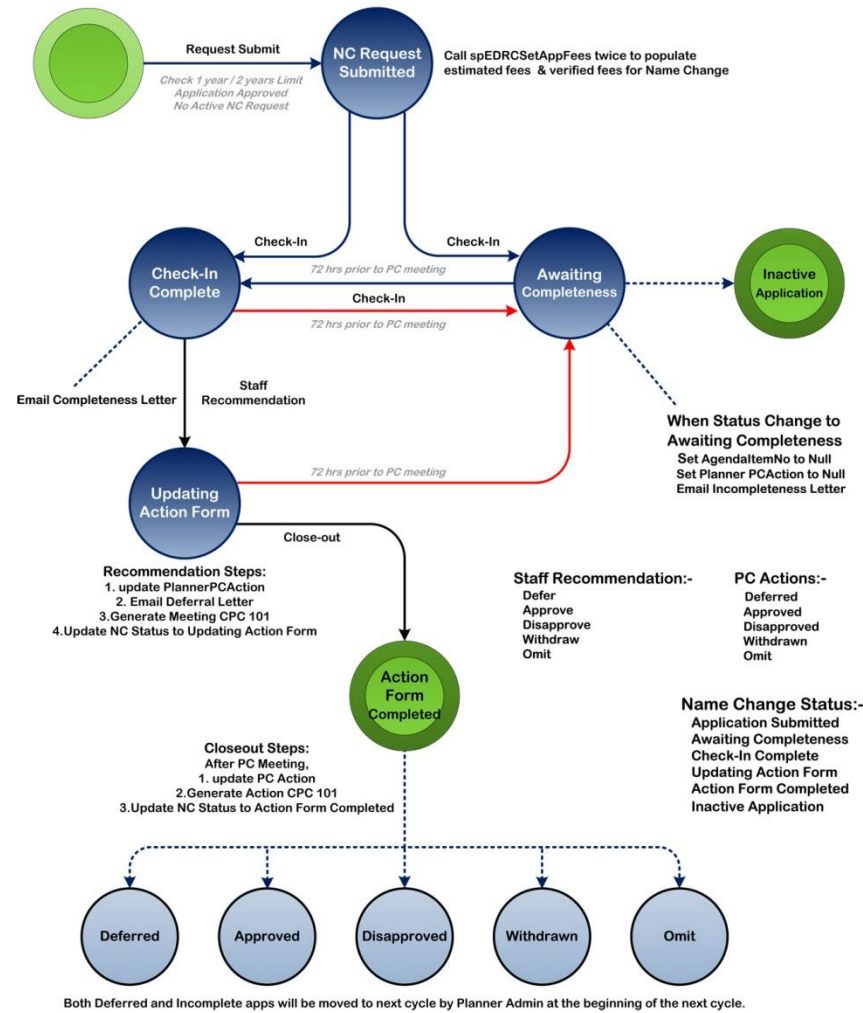 Request Submit
Check 1 year / 2 years Limit
Application Approved
No Active NC Request
NC Request
Submitted
Call spEDRCSetAppFees twice to populate
estimated fees & verified fees for Name Change
Check-In
Check-In
Check-In
Complete
72 hrs prior to PC meeting
Check-In
72 hrs prior to PC meeting
Awaiting
Completeness
Inactive
Application
Email Completeness Letter
Staff
Recommendation
When Status Change to
Awaiting Completeness
Set AgendaItemNo to Null
Set Planner PCAction to Null
Email Incompleteness Letter
Updating
Action Form
72 hrs prior to PC meeting
Close-out
Recommendation Steps:
1. update PlannerPCAction
2. Email Deferral Letter
3.Generate Meeting CPC 101
4.Update NC Status to Updating Action Form
Staff Recommendation:-
Defer
Approve
Disapprove
Withdraw
Omit
PC Actions:-
Deferred
Approved
Disapproved
Withdrawn
Omit
Action
Form
Completed
Name Change Status:-
Application Submitted
Awaiting Completeness
Check-In Complete
Updating Action Form
Action Form Completed
Inactive Application
Closeout Steps:
After PC Meeting,
1. update PC Action
2.Generate Action CPC 101
3.Update NC Status to Action Form Completed
Deferred
Approved
Disapproved
Withdrawn
Omit
Both Deferred and Incomplete apps will be moved to next cycle by Planner Admin at the beginning of the next cycle.